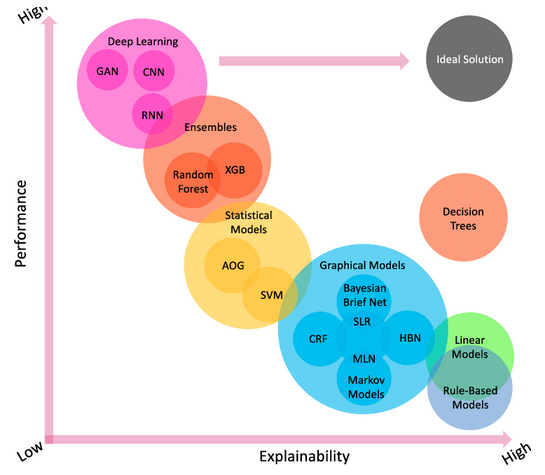 High
Deep Learning
GAN
CNN
RNN
Ideal Solution
Ensembles
Random
Forest
XGB
Performance
Decision
Trees
Statistical
Models
AOG
SVM
Graphical Models
Bayesian
Brief Net
SLR
CRF
HBN
MLN
Markov
Models
Linear
Models
Rule-Based
Models
Low
Explainability
High